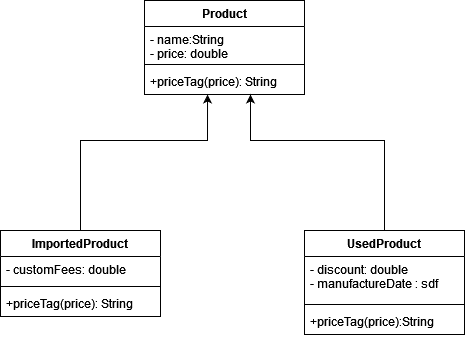 Product
- name:String
- price: double
+priceTag(price): String
ImportedProduct
- customFees: double
+priceTag(price): String
UsedProduct
- discount: double
- manufactureDate : sdf
+priceTag(price):String